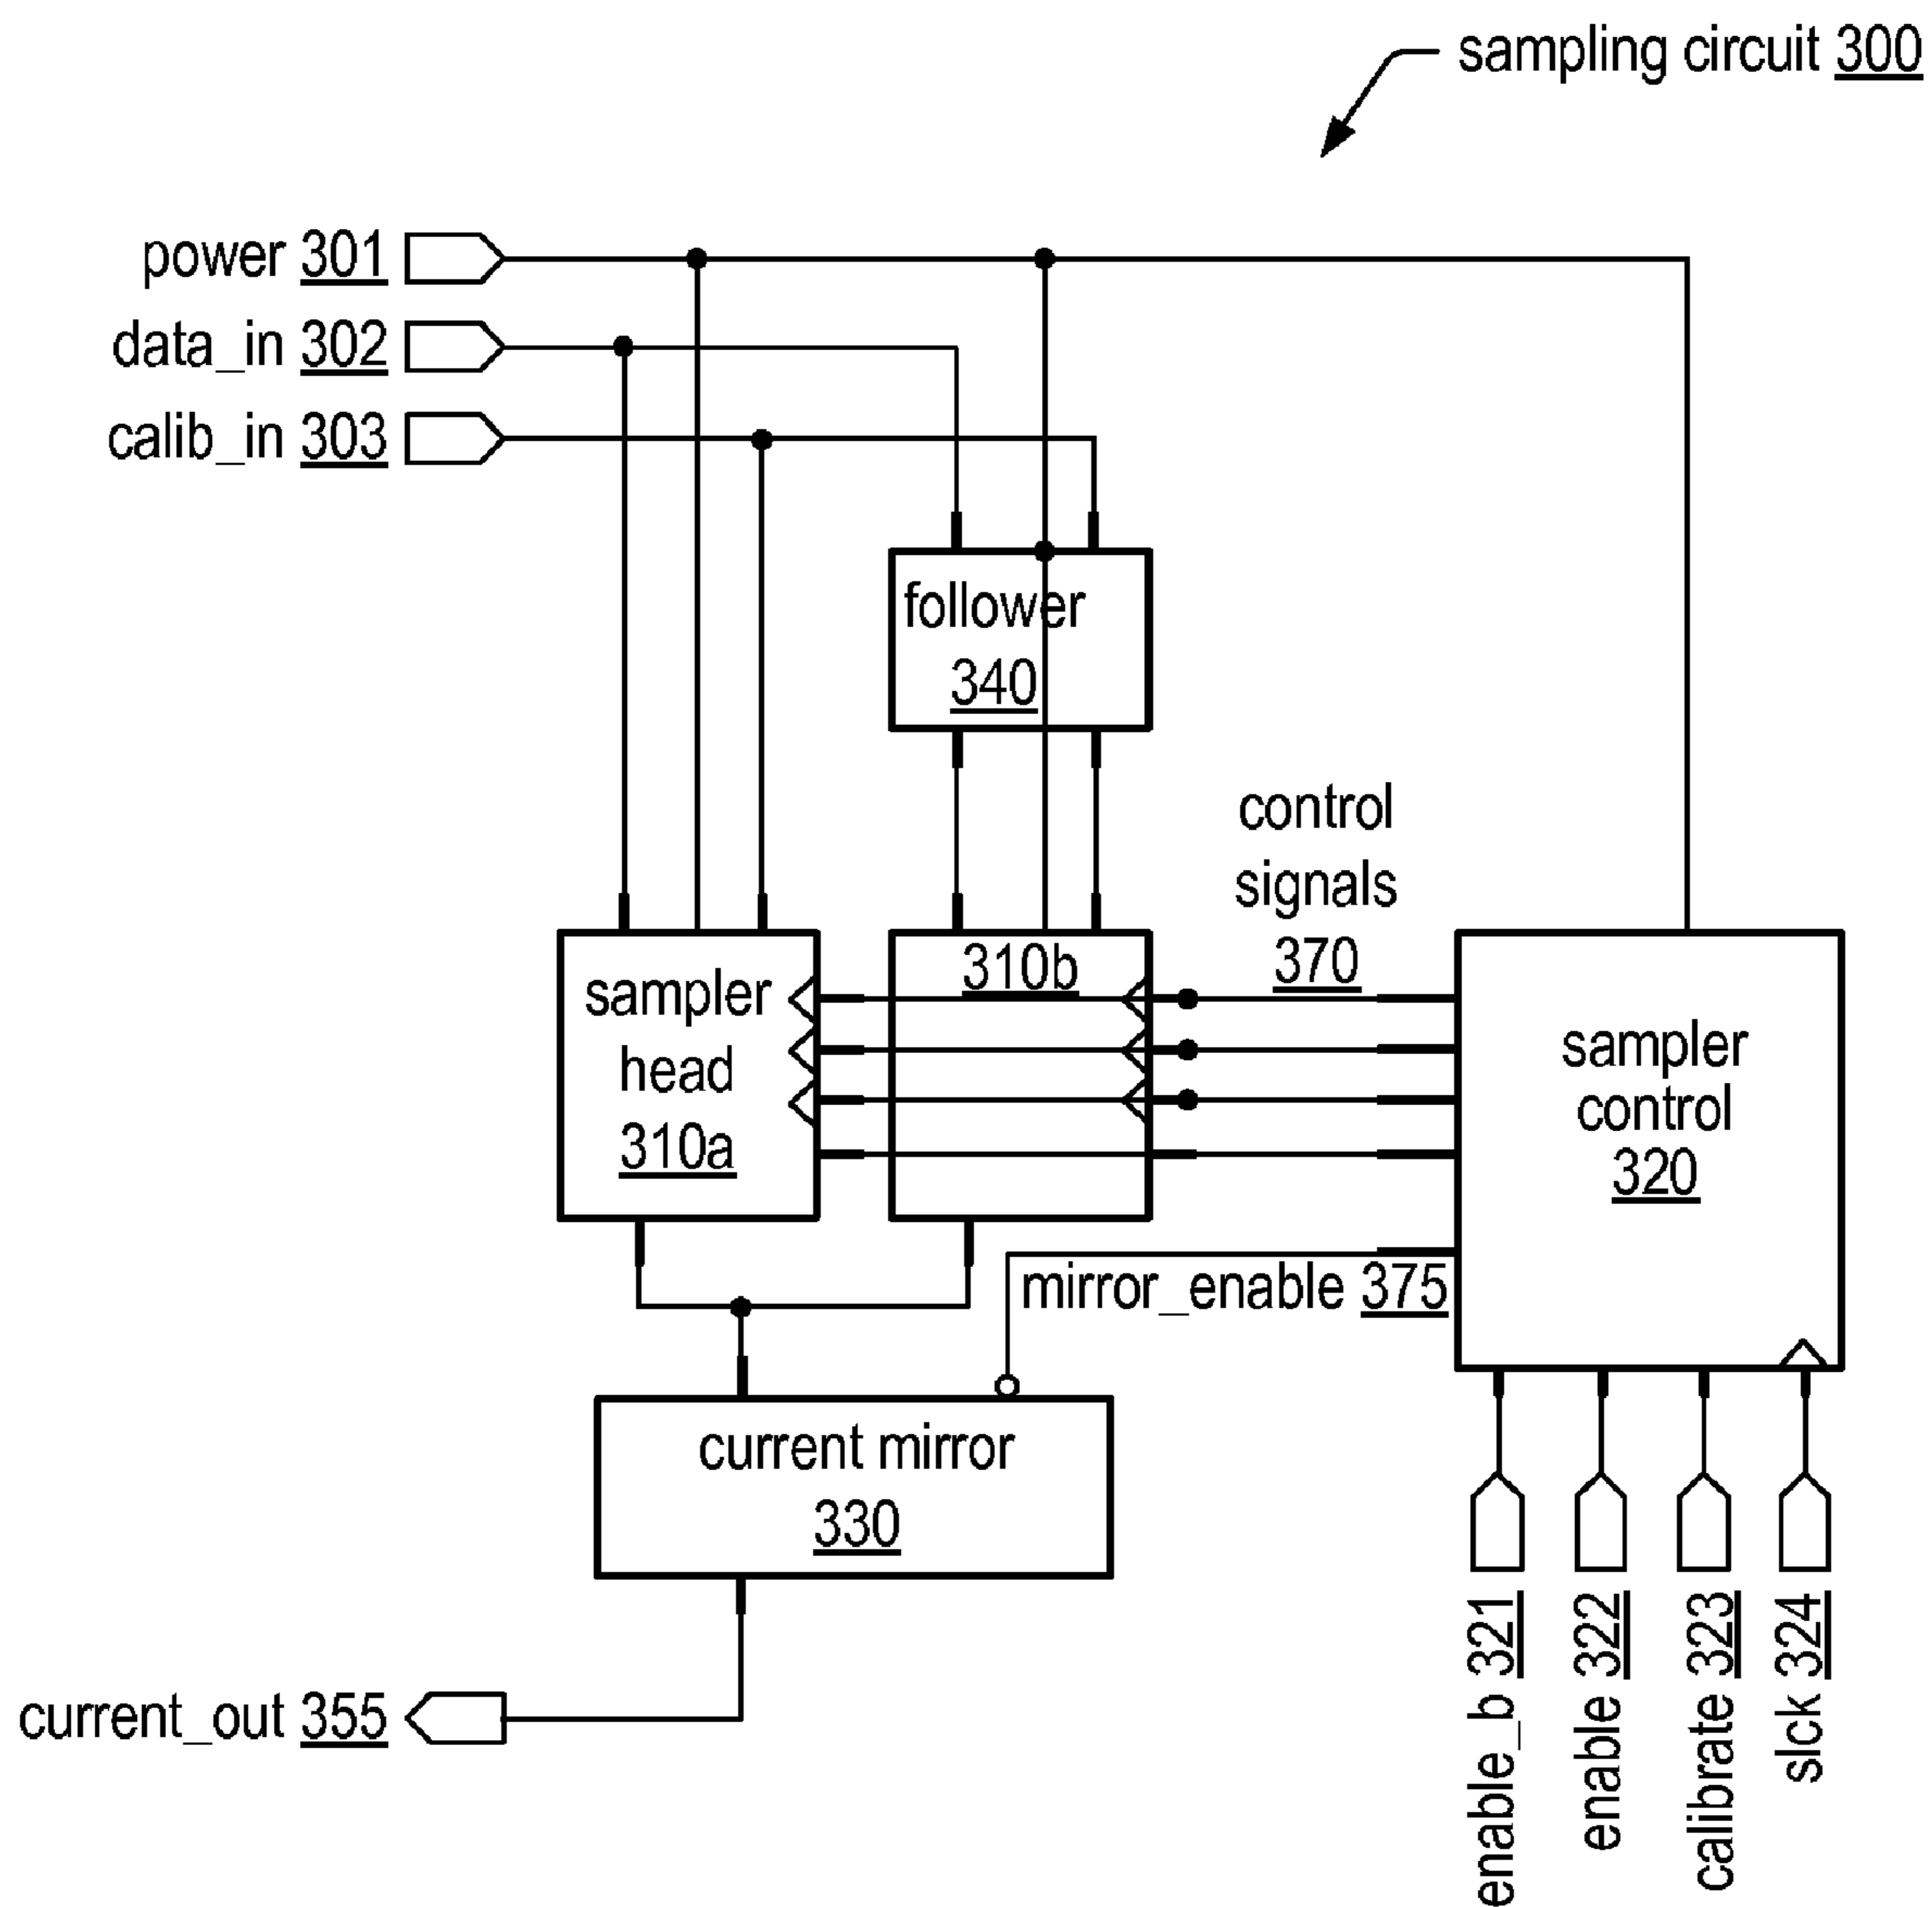 sampling circuit 300
power 301
data_in 302
calib_in 303
follower
340
control
signals
370
sampler
head
310a
310b
sampler
control
320
mirror_enable 375
current mirror
330
current_out 355
enable_b 321
enable 322
calibrate 323
slck 324